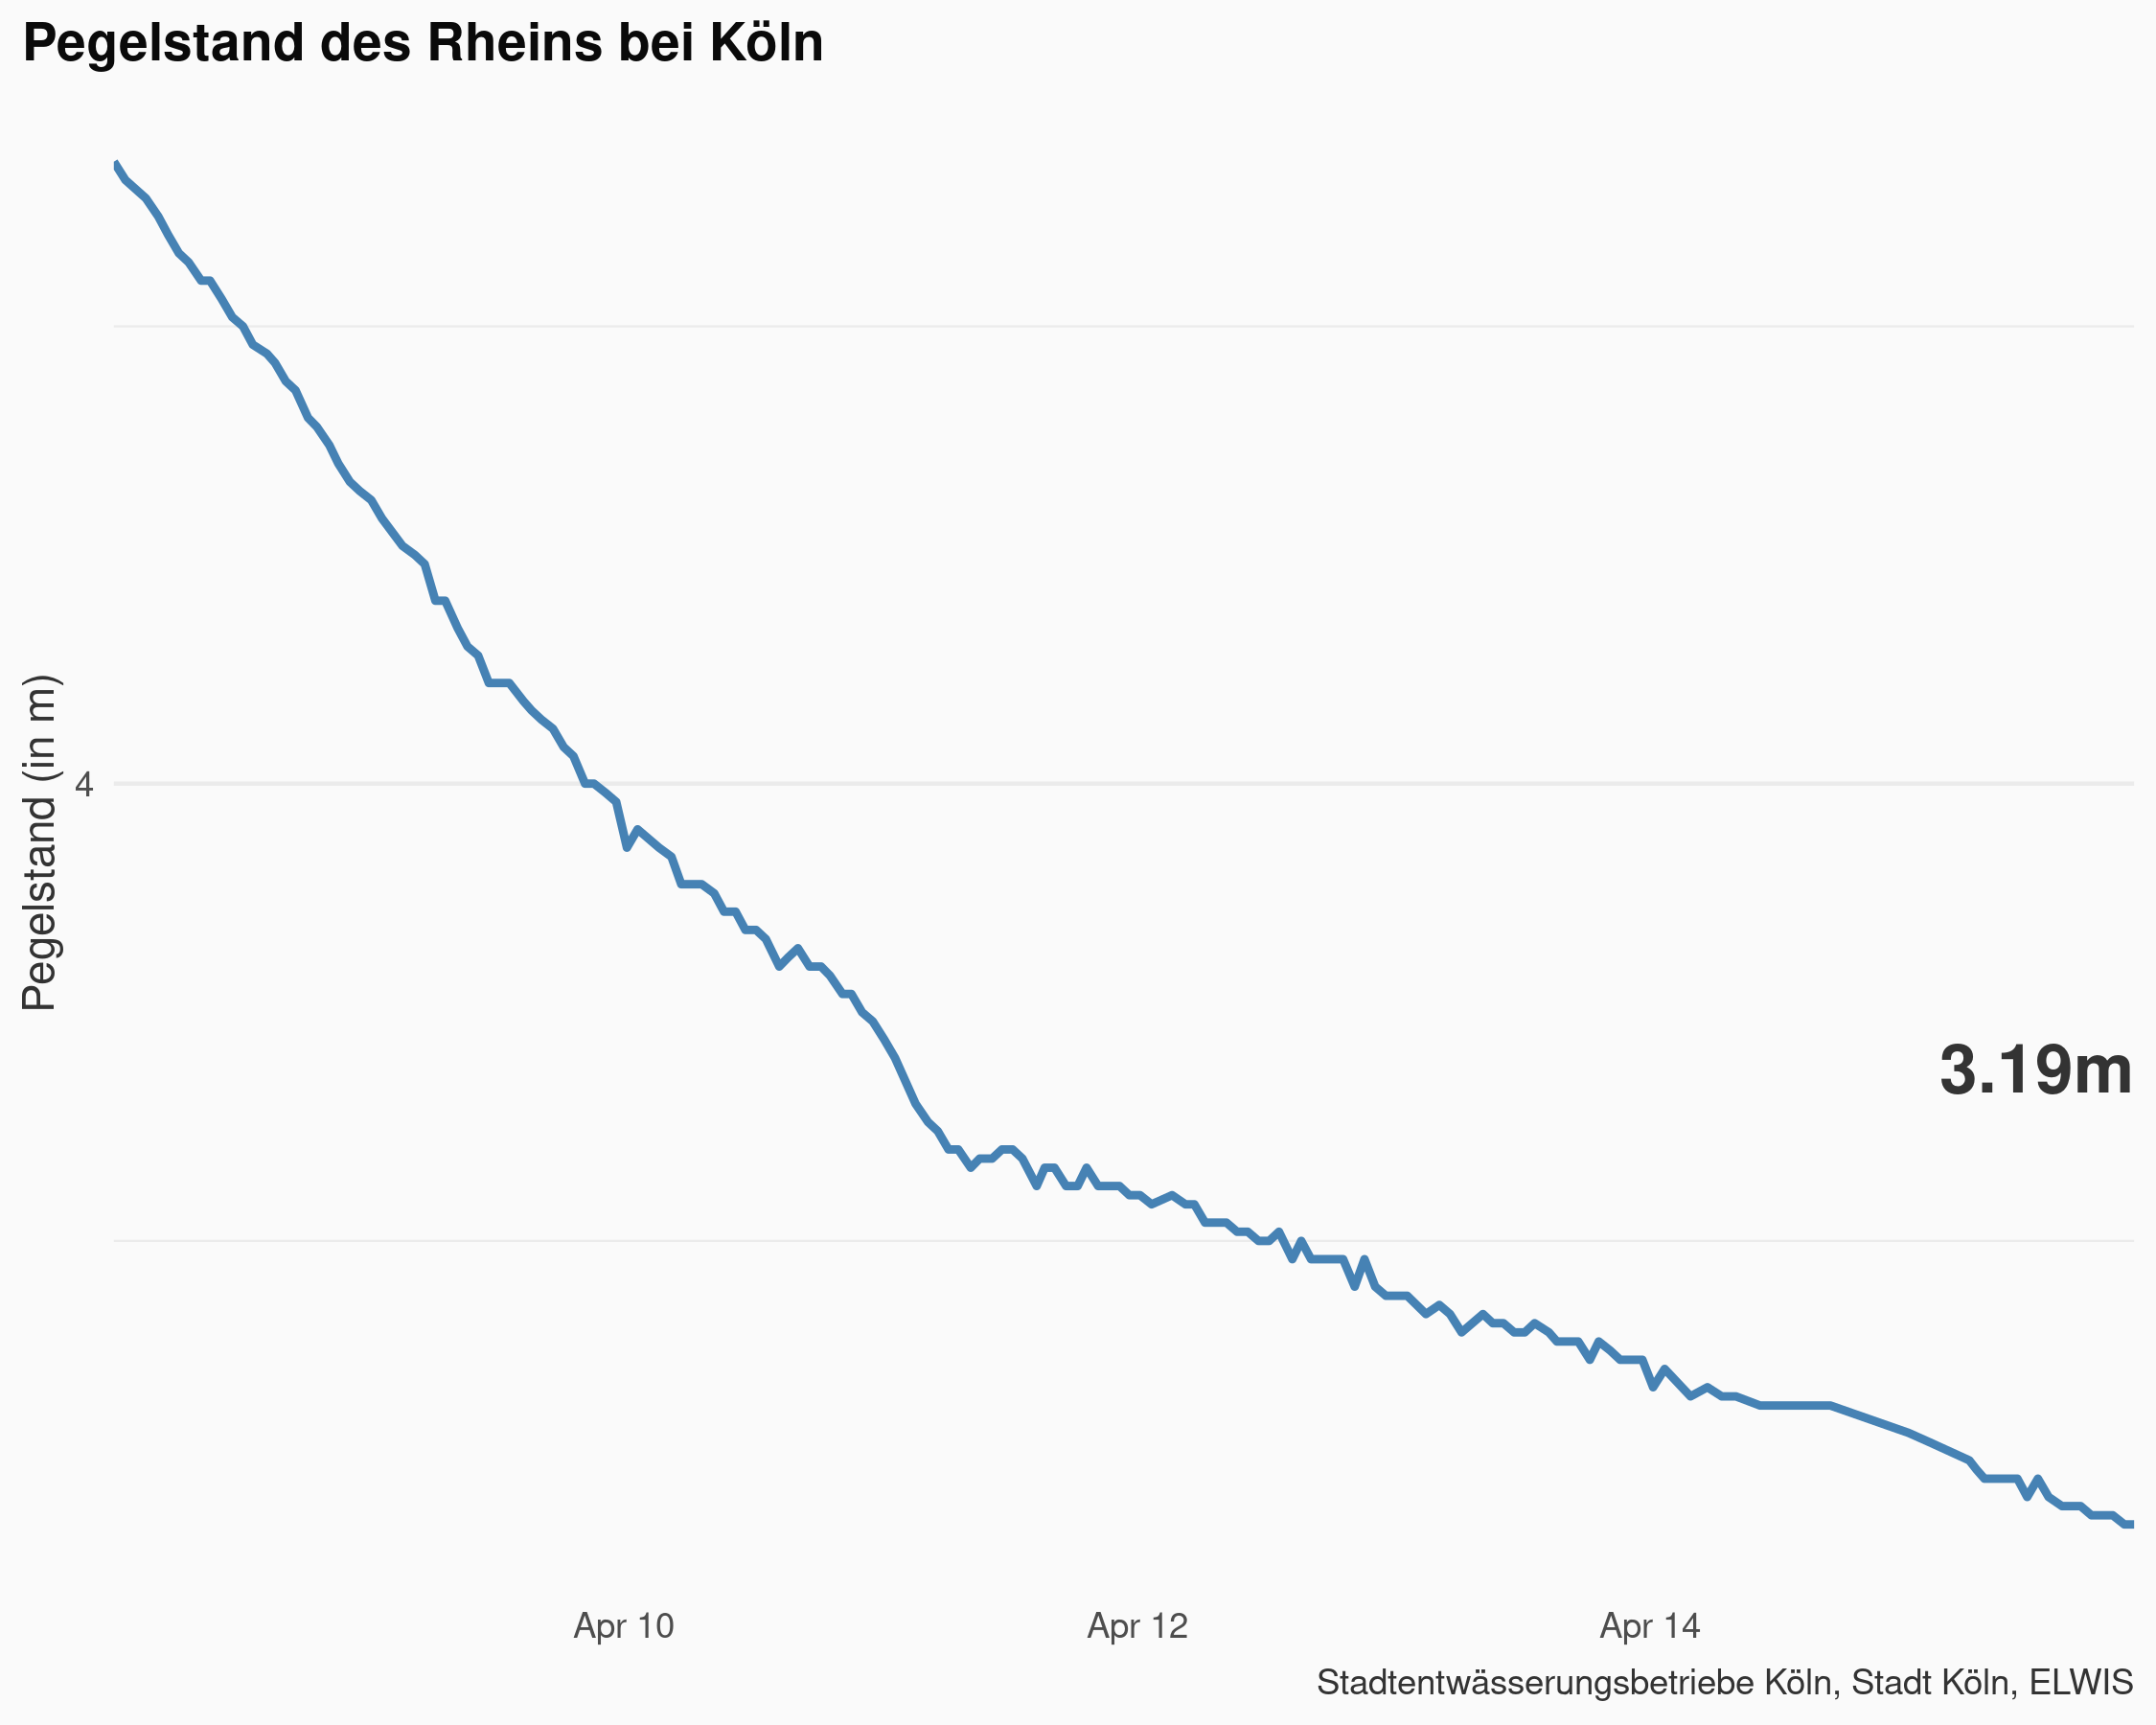 Pegelstand des Rheins bei Köln
Pegelstand (in m)
4
3.19m
Apr 10
Apr 12
Apr 14
Stadtentwässerungsbetriebe Köln, Stadt Köln, ELWIS